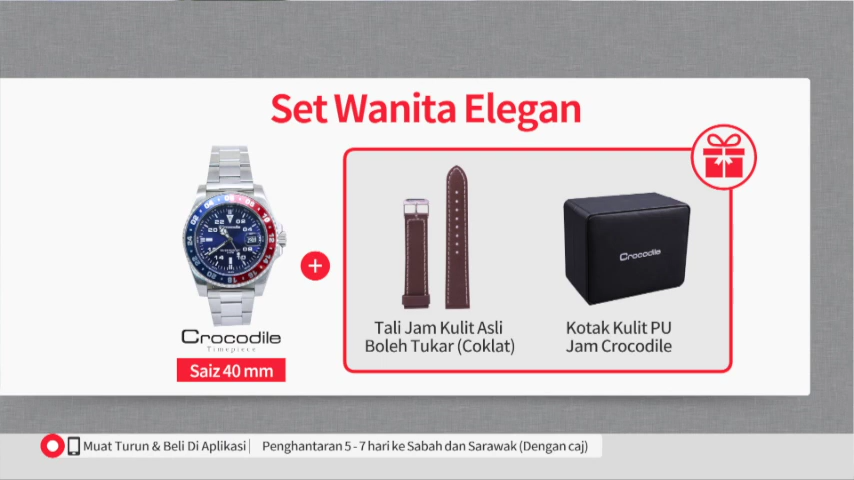 Set Wanita Elegan
Crocodile
Timepiece
Saiz 40 mm
Crocodile
Tali Jam Kulit Asli
Boleh Tukar (Coklat)
Kotak Kulit PU
Jam Crocodile
Muat Turun & Beli Di Aplikasi
Penghantaran 5 - 7 hari ke Sabah dan Sarawak (Dengan caj)